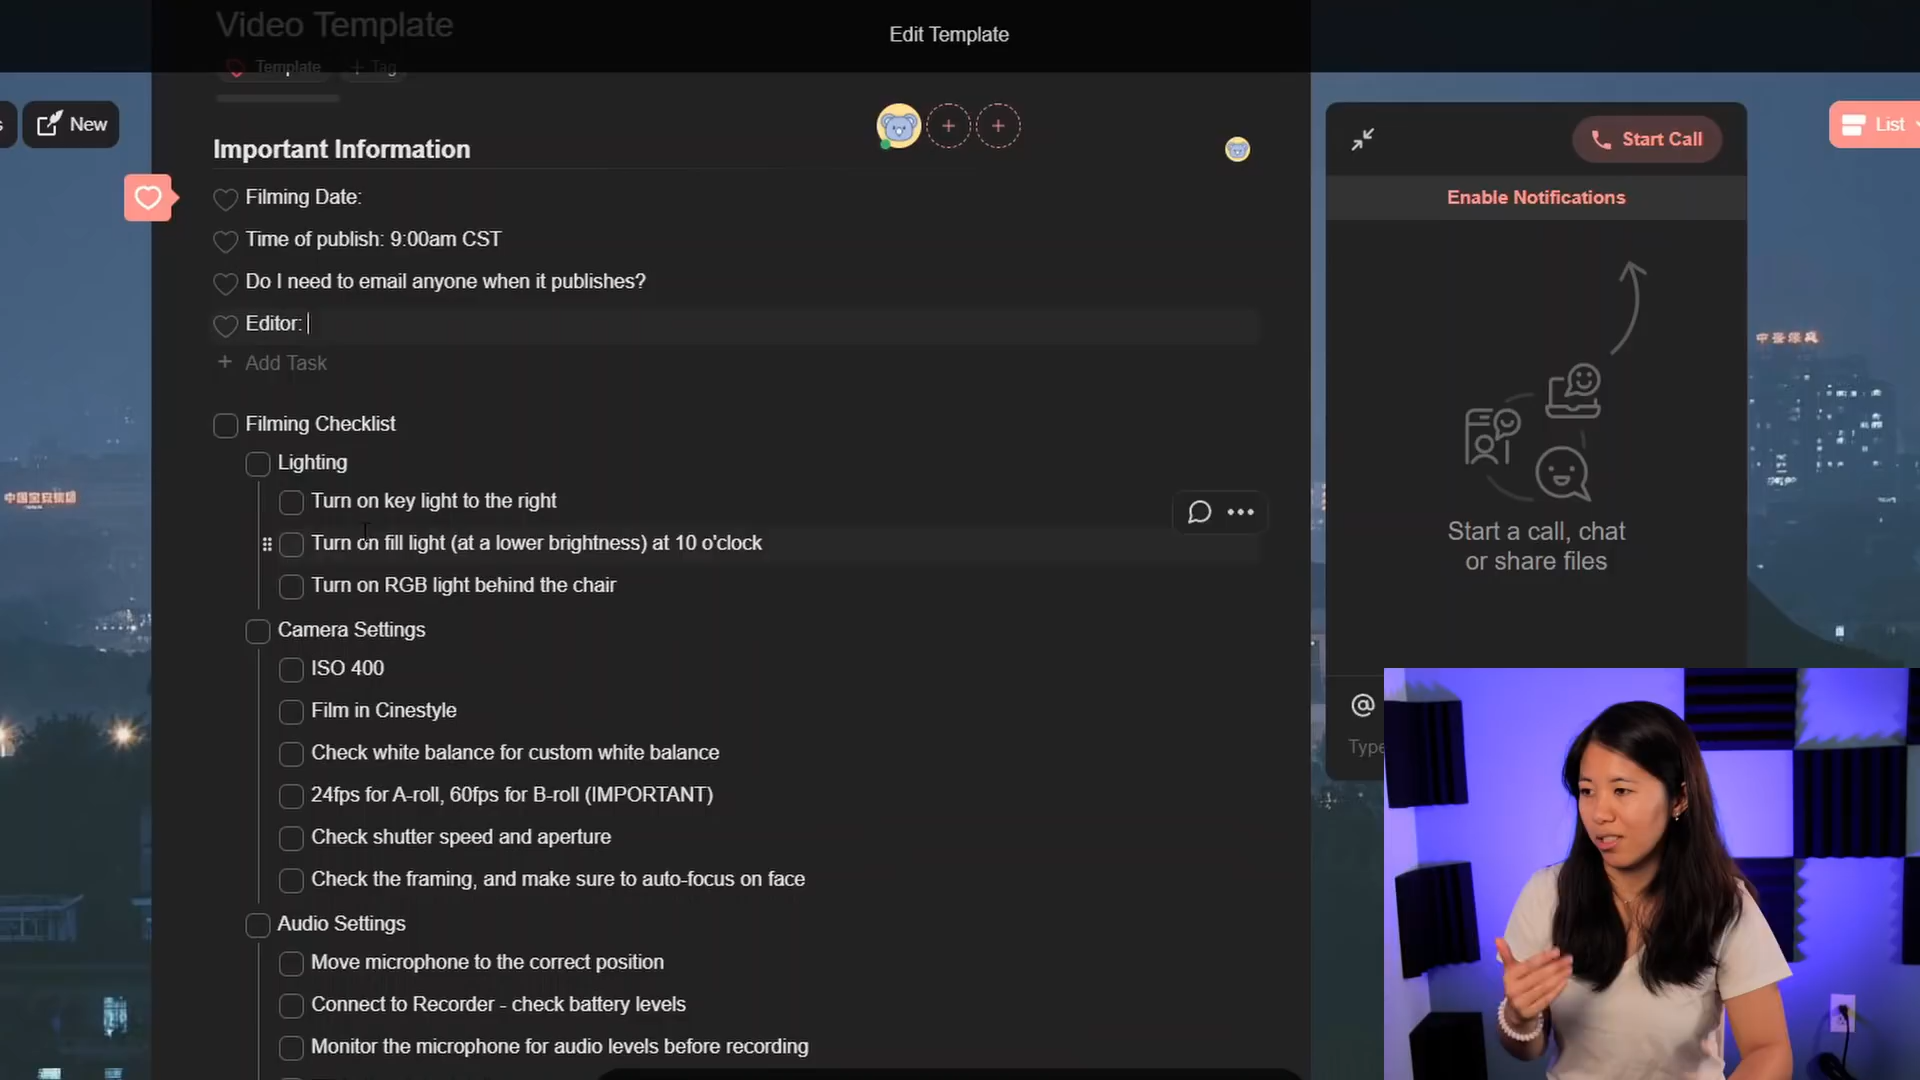 Video Template
Edit Template
Template
+ Tag
New
Start Call
List
Important Information
Enable Notifications
Filming Date:
Time of publish: 9:00am CST
Do I need to email anyone when it publishes?
Editor:
+ Add Task
Filming Checklist
Lighting
Turn on key light to the right
Turn on fill light (at a lower brightness) at 10 o'clock
Turn on RGB light behind the chair
Start a call, chat
or share files
Camera Settings
ISO 400
Film in Cinestyle
@
Type
Check white balance for custom white balance
24fps for A-roll, 60fps for B-roll (IMPORTANT)
Check shutter speed and aperture
Check the framing, and make sure to auto-focus on face
Audio Settings
Move microphone to the correct position
Connect to Recorder - check battery levels
Monitor the microphone for audio levels before recording